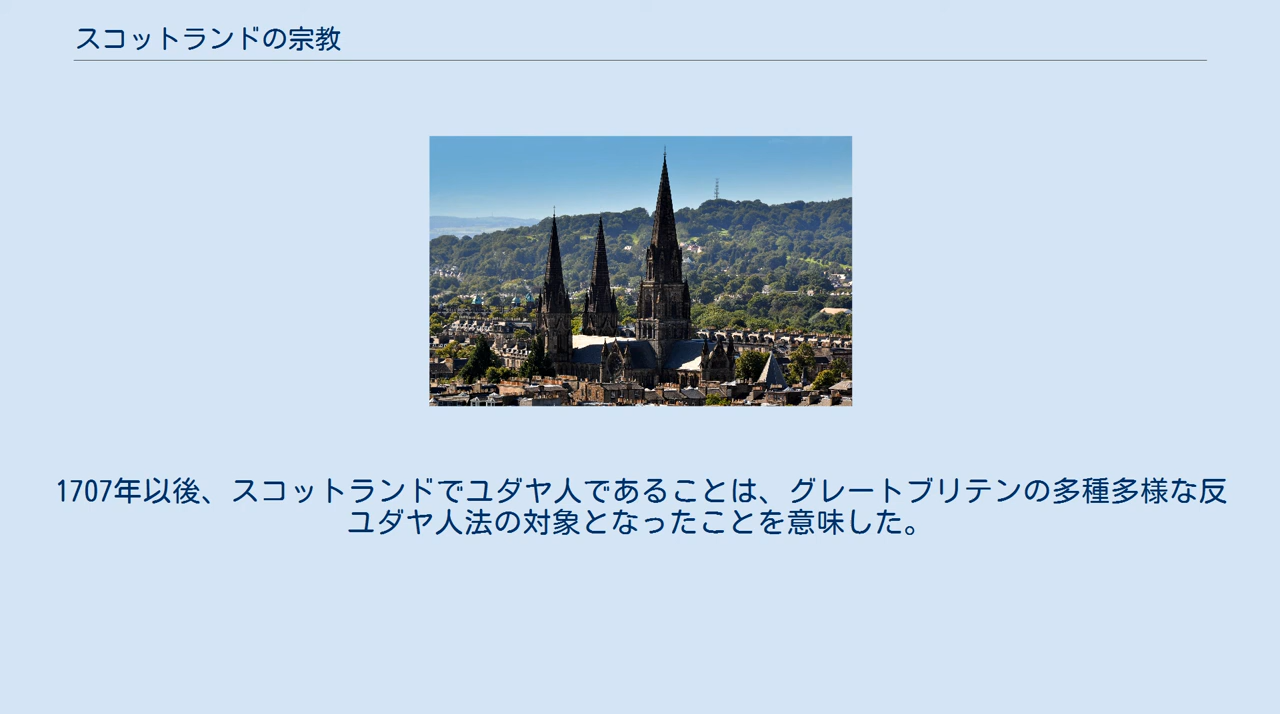 スコットランドの宗教
1707年以後、スコットランドでユダヤ人であることは、グレートブリテンの多種多様な反
ユダヤ人法の対象となったことを意味した。